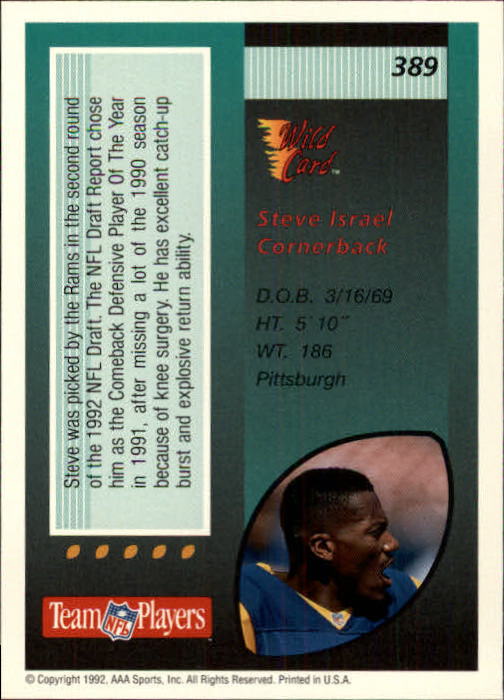 389
Wild
Card™
Steve Israel
Cornerback
D.O.B. 3/16/69
HT. 5' 10"
WT. 186
Pittsburgh
Steve was picked by the Rams in the second round
of the 1992 NFL Draft. The NFL Draft Report chose
him as the Comeback Defensive Player Of The Year
in 1991, after missing a lot of the 1990 season
because of knee surgery. He has excellent catch-up
burst and explosive return ability.
Team NFL Players
© Copyright 1992, AAA Sports, Inc. All Rights Reserved. Printed in U.S.A.